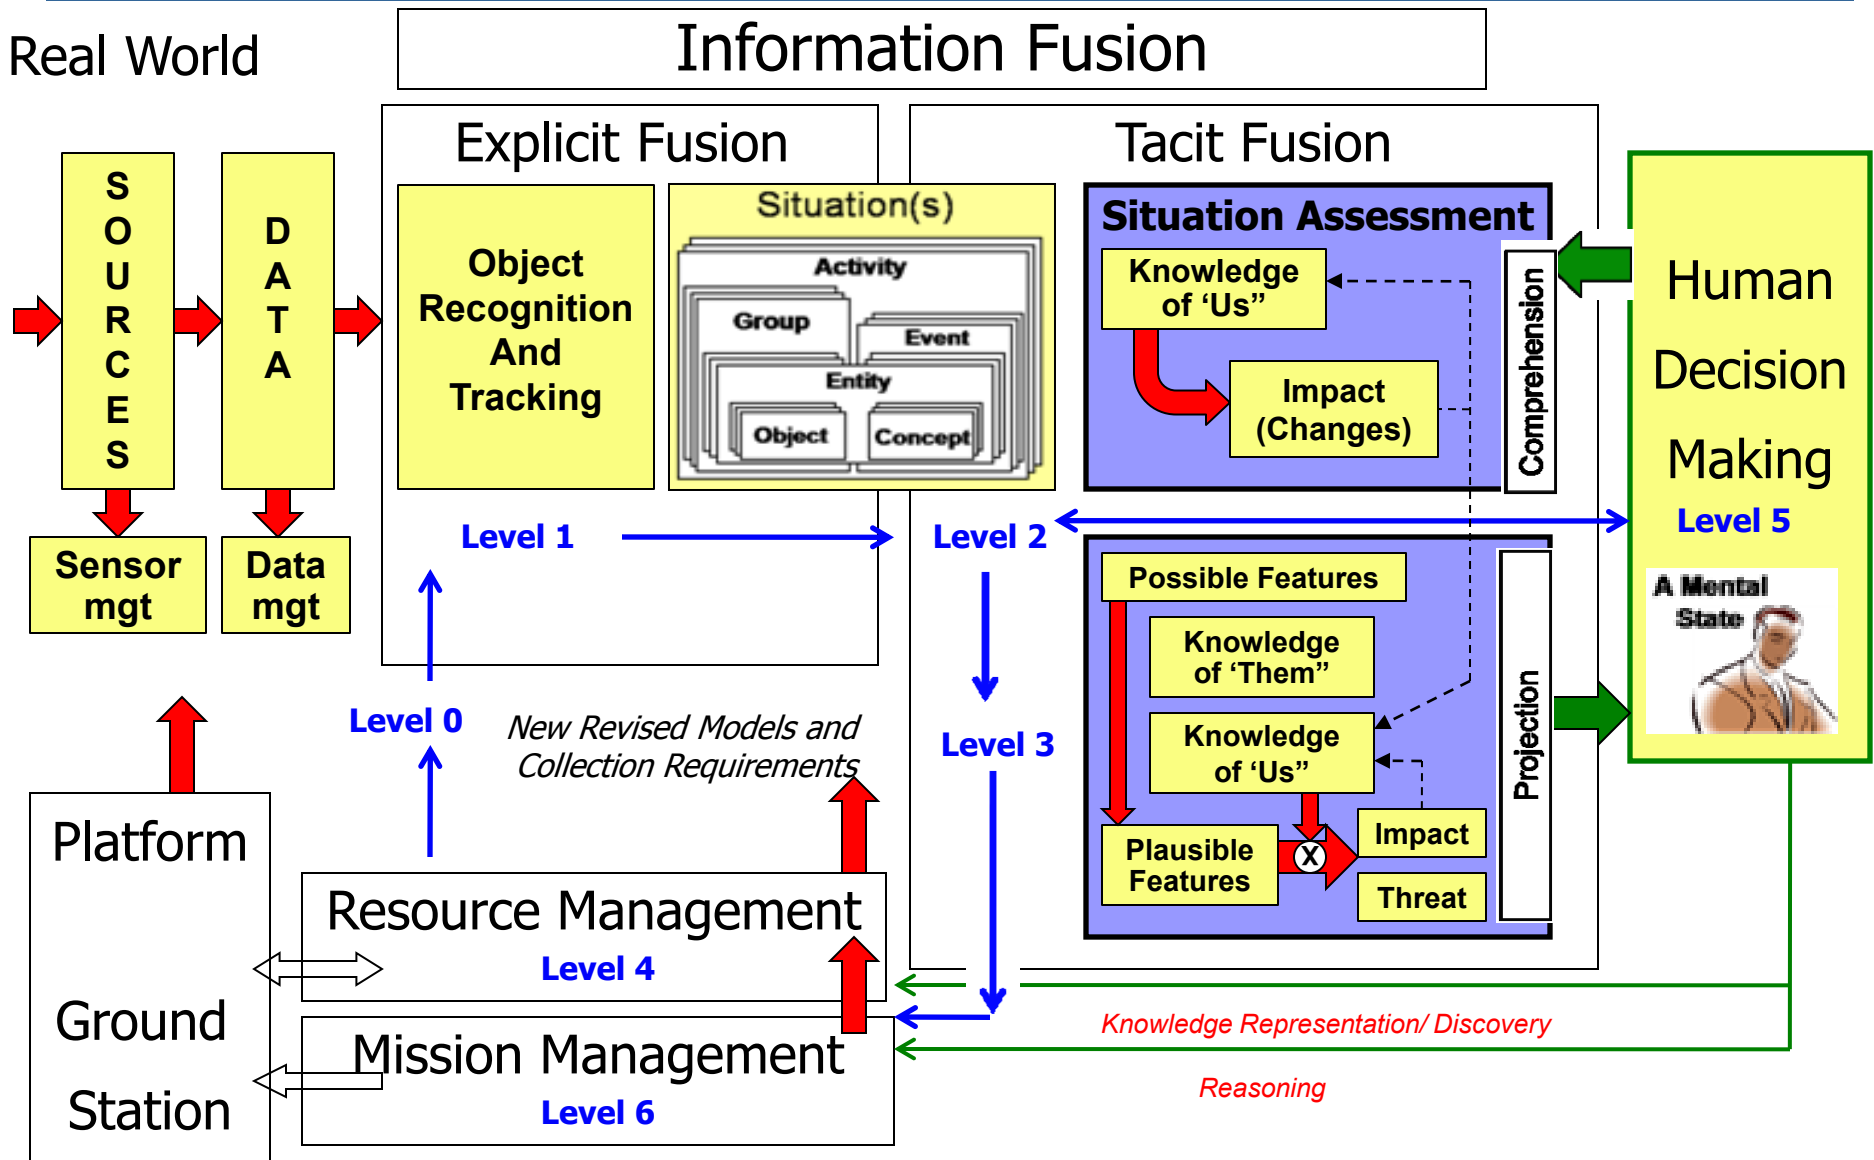 Real World
Information Fusion
Explicit Fusion
Tacit Fusion
S
O
U
R
C
E
S
D
A
T
A
Sensor
mgt
Data
mgt
Object
Recognition
And
Tracking
Situation(s)
Activity
Group
Event
Entity
Object
Concept
Situation Assessment
Knowledge
of ‘Us”
Impact
(Changes)
Comprehension
Human
Decision
Making
Level 5
A Mental
State
Level 1
Level 2
Possible Features
Knowledge
of ‘Them”
Knowledge
of ‘Us”
Plausible
Features
X
Impact
Threat
Projection
Level 0
New Revised Models and
Collection Requirements
Level 3
Platform
Ground
Station
Resource Management
Level 4
Mission Management
Level 6
Knowledge Representation/ Discovery
Reasoning